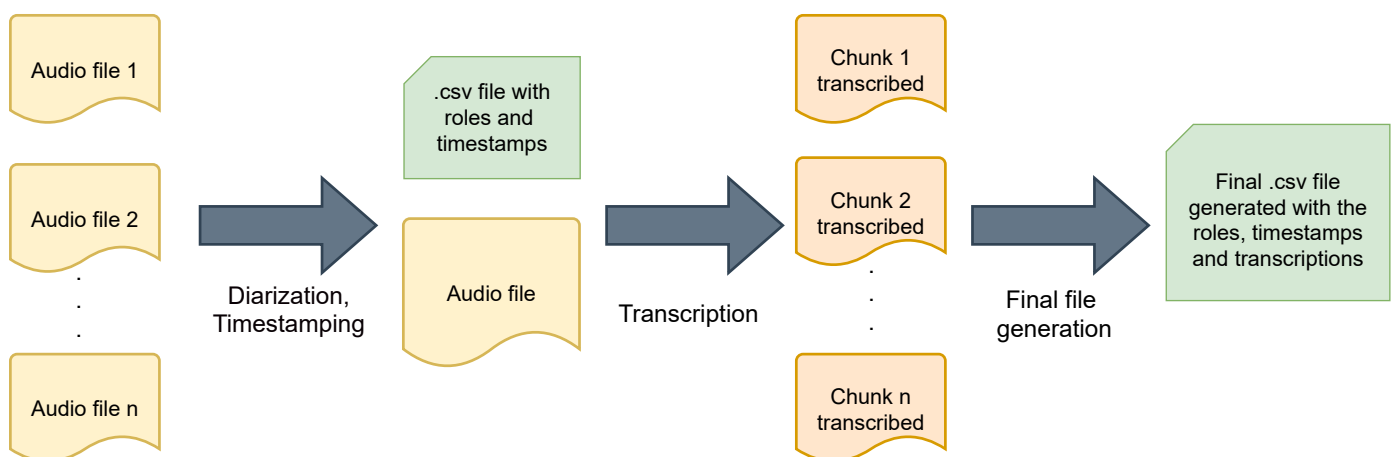 Audio file 1
Audio file 2
.
.
.
Audio file n
Diarization,
Timestamping
.csv file with
roles and
timestamps
Audio file
Transcription
Chunk 1
transcribed
Chunk 2
transcribed
.
.
.
Chunk n
transcribed
Final file
generation
Final .csv file
generated with the
roles, timestamps
and transcriptions